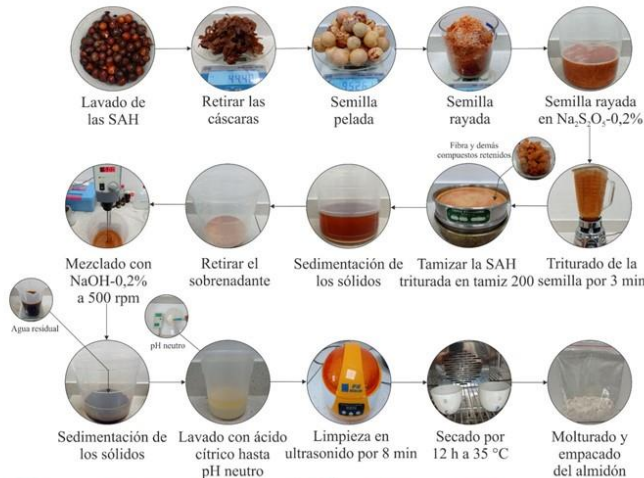 Lavado de
las SAH
Retirar las
cáscaras
Semilla
pelada
Semilla
rayada
Semilla rayada
en Na₂S₂O₅-0,2%
Fibra y demás
compuestos retenidos
Mezclado con
NaOH-0,2%
a 500 rpm
Retirar el
sobrenadante
Sedimentación de
los sólidos
Tamizar la SAH
triturada en tamiz 200
Triturado de la
semilla por 3 min
Agua residual
pH neutro
Sedimentación de
los sólidos
Lavado con ácido
cítrico hasta
pH neutro
Limpieza en
ultrasonido por 8 min
Secado por
12 h a 35 °C
Molturado y
empacado
del almidón